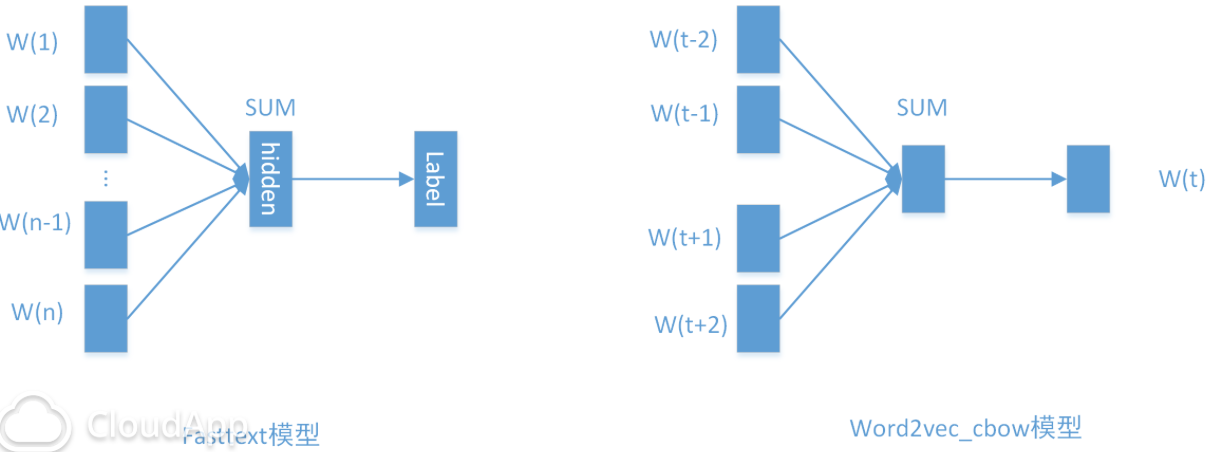 W(1)
W(2)
...
W(n-1)
W(n)
SUM
hidden
Label
Fasttext模型
W(t-2)
W(t-1)
W(t+1)
W(t+2)
SUM
W(t)
Word2vec_cbow模型
CloudApp